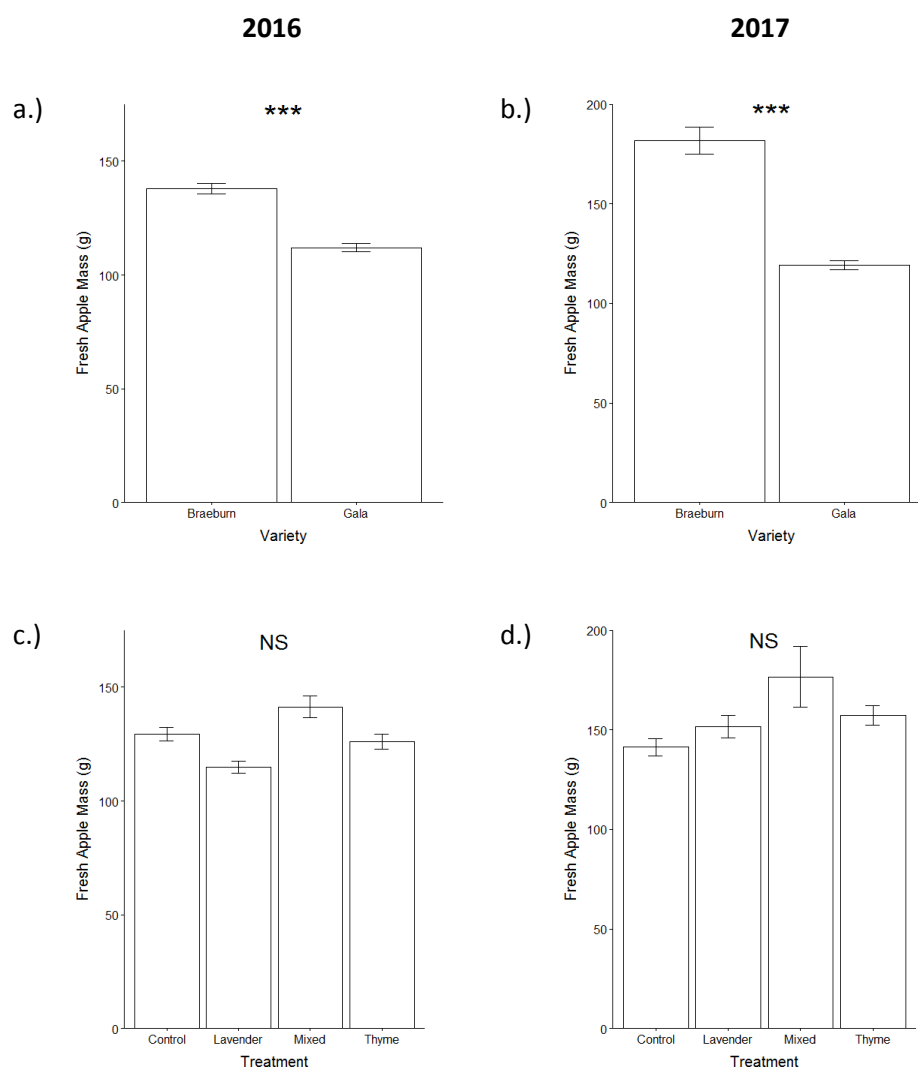 2016
2017
a.)
***
150
100
50
0
Fresh Apple Mass (g)
Braeburn
Gala
Variety
b.)
***
200
150
100
50
0
Fresh Apple Mass (g)
Braeburn
Gala
Variety
c.)
NS
150
100
50
0
Fresh Apple Mass (g)
Control
Lavender
Mixed
Thyme
Treatment
d.)
NS
200
150
100
50
0
Fresh Apple Mass (g)
Control
Lavender
Mixed
Thyme
Treatment